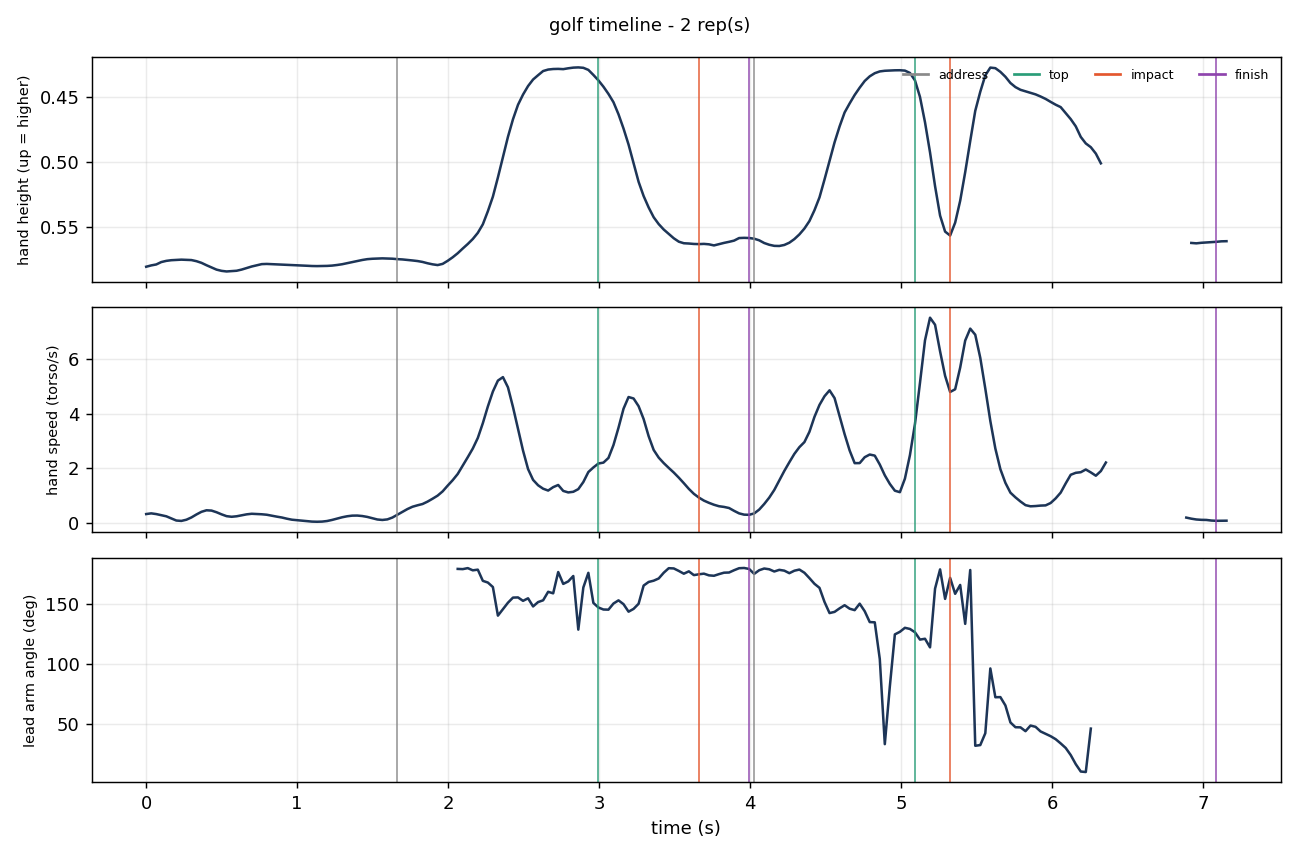 golf timeline - 2 rep(s)
hand height (up = higher)
0.45
0.50
0.55
address
top
impact
finish
hand speed (torso/s)
6
4
2
0
lead arm angle (deg)
150
100
50
0
1
2
3
4
5
6
7
time (s)